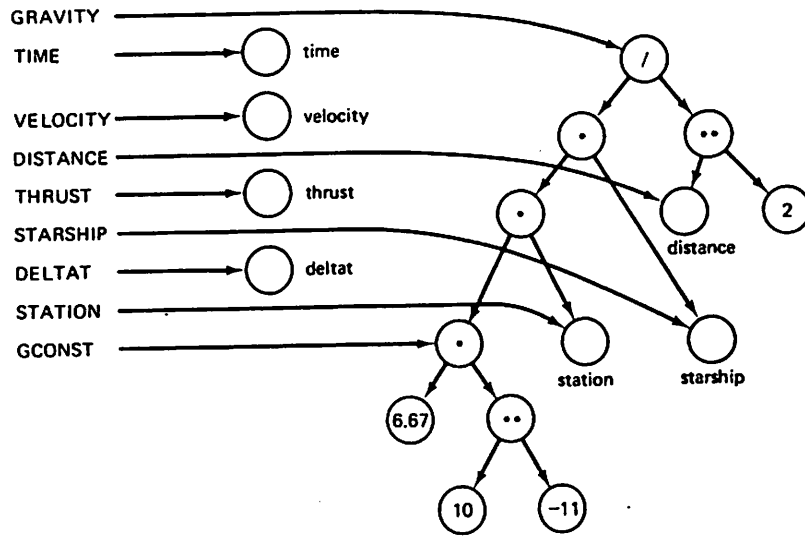 GRAVITY
/
TIME
time
VELOCITY
velocity
•
••
DISTANCE
THRUST
thrust
•
2
STARSHIP
distance
DELTAT
deltat
STATION
GCONST
•
station
starship
6.67
••
10
−11